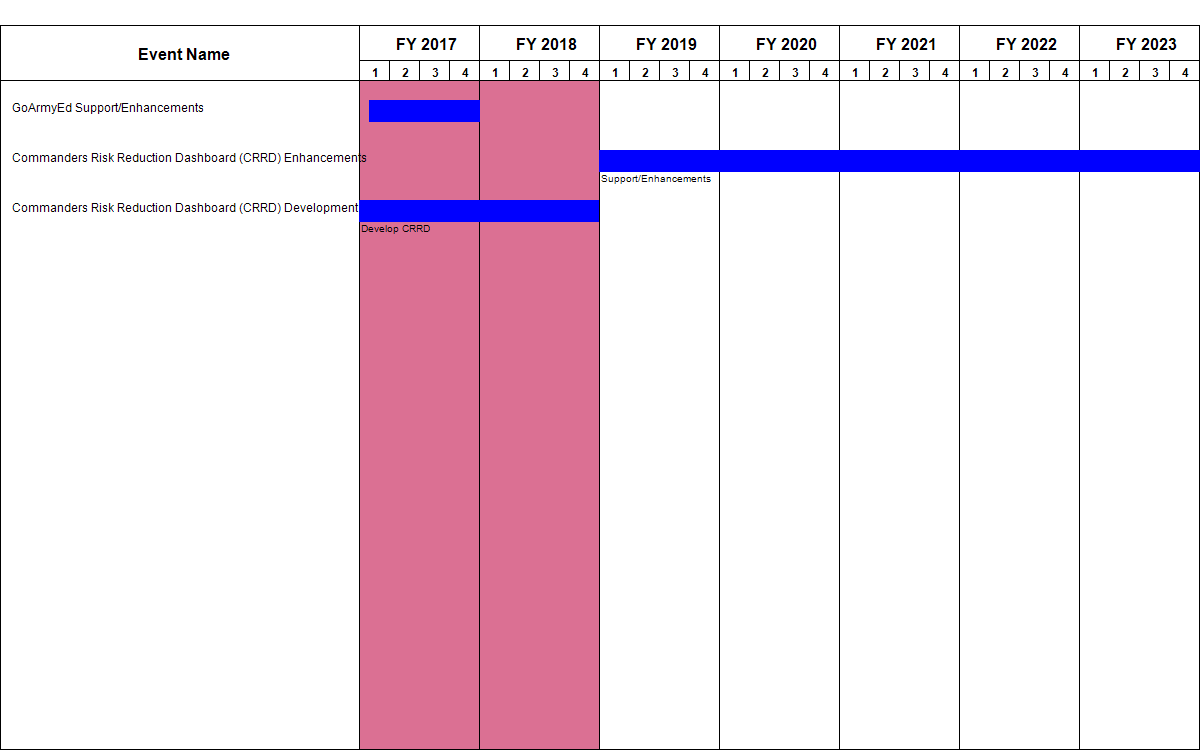 Event Name
FY 2017 FY 2018 FY 2019 FY 2020 FY 2021 FY 2022 FY 2023
1 2 3 4 1 2 3 4 1 2 3 4 1 2 3 4 1 2 3 4 1 2 3 4 1 2 3 4
GoArmyEd Support/Enhancements
Commanders Risk Reduction Dashboard (CRRD) Enhancements
Support/Enhancements
Commanders Risk Reduction Dashboard (CRRD) Development
Develop CRRD